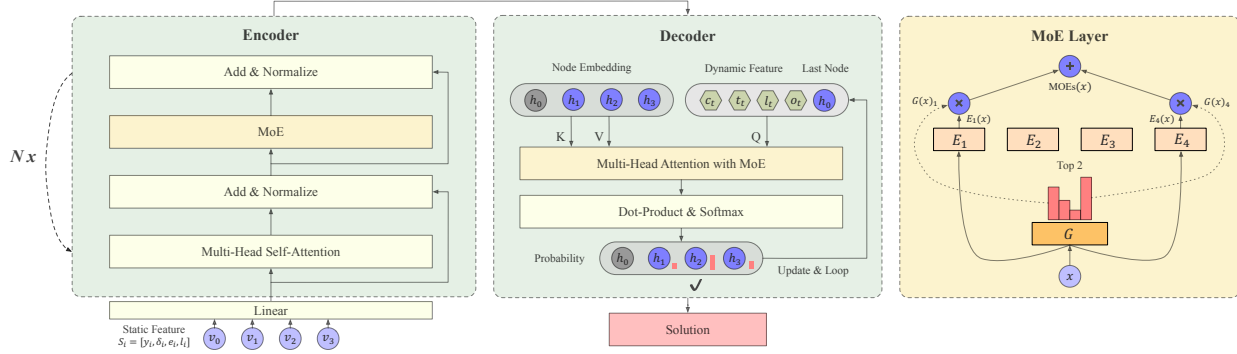 Encoder
Add & Normalize
MoE
Add & Normalize
Multi-Head Self-Attention
N x
Linear
Static Feature
S_i = [y_i, δ_i, e_i, l_i]
v_0 v_1 v_2 v_3
Decoder
Node Embedding
Dynamic Feature
Last Node
h_0 h_1 h_2 h_3
c_t t_t l_t o_t h_0
K V Q
Multi-Head Attention with MoE
Dot-Product & Softmax
Probability
h_0 h_1 h_2 h_3
Update & Loop
✓
Solution
MoE Layer
+
MOEs(x)
G(x)_1 × × G(x)_4
E_1(x) E_4(x)
E_1 E_2 E_3 E_4
Top 2
G
x